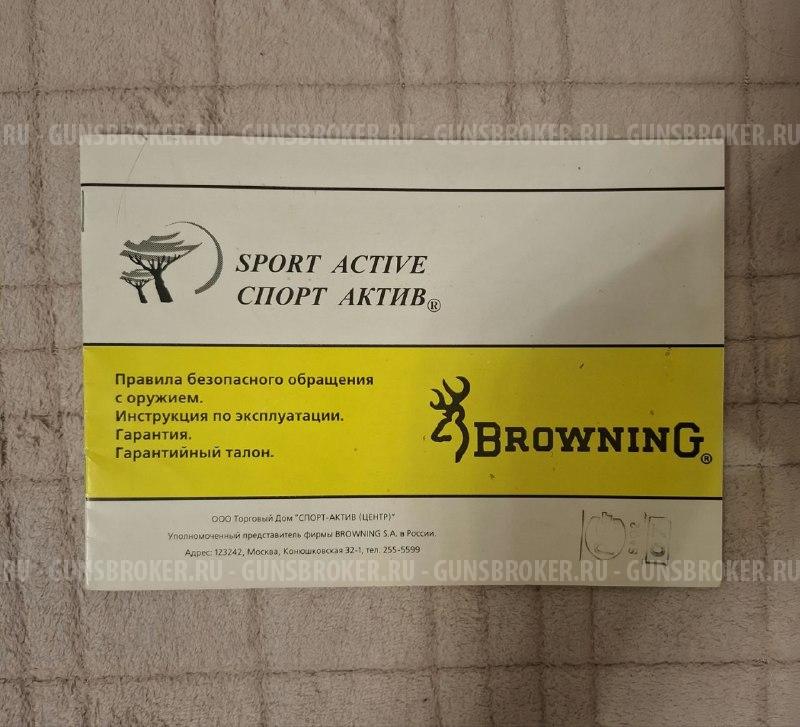 RU - GUNSBROKER.RU - GUNSBROKER.RU - GUNSBROKER.RU - GUNSBROKER.RU
SPORT ACTIVE
СПОРТ АКТИВ®
Правила безопасного обращения
с оружием.
Инструкция по эксплуатации.
Гарантия.
Гарантийный талон.
BROWNING®
ООО Торговый Дом "СПОРТ-АКТИВ (ЦЕНТР)"
Уполномоченный представитель фирмы BROWNING S.A. в России.
Адрес: 123242, Москва, Конюшковская 32-1, тел. 255-5599
RU - GUNSBROKER.RU - GUNSBROKER.RU - GUNSBROKER.RU - GUNSBROKER.RU